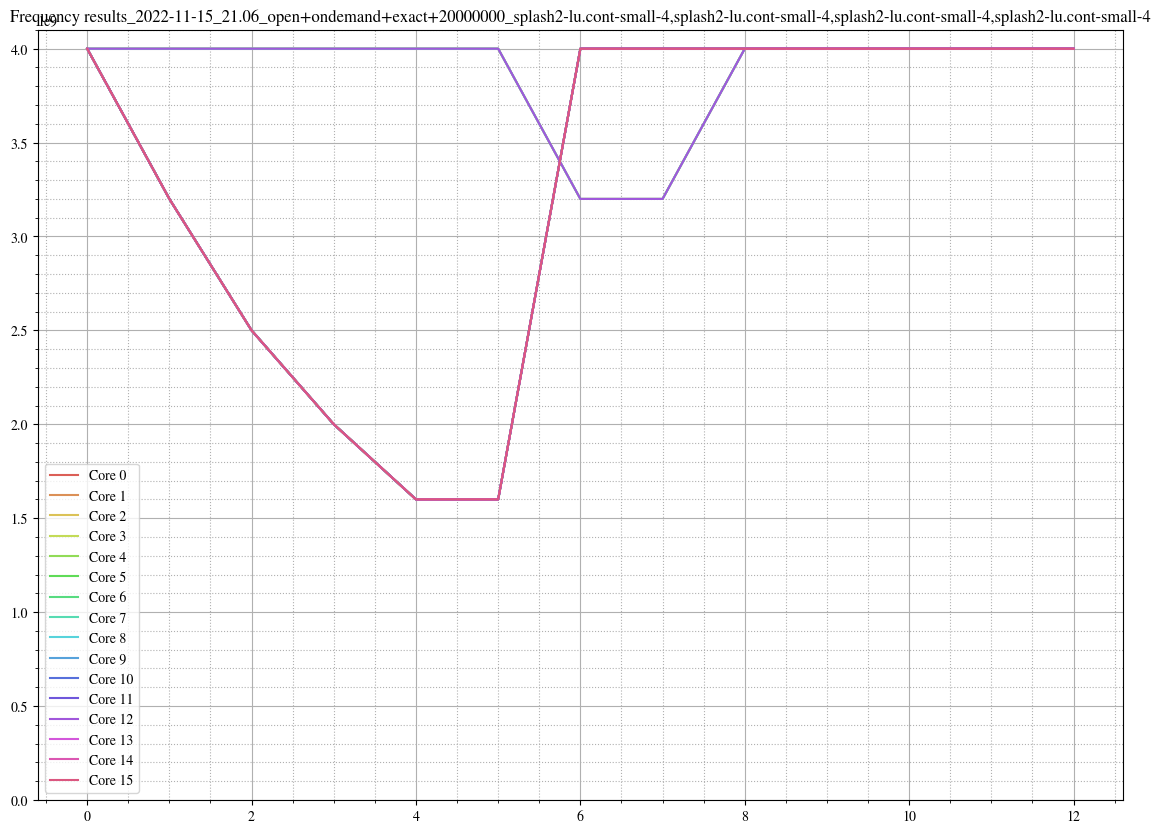 Frequency results_2022-11-15_21.06_open+ondemand+exact+20000000_splash2-lu.cont-small-4,splash2-lu.cont-small-4,splash2-lu.cont-small-4,splash2-lu.cont-small-4
1e9
4.0
3.5
3.0
2.5
2.0
1.5
1.0
0.5
0.0
Core 0
Core 1
Core 2
Core 3
Core 4
Core 5
Core 6
Core 7
Core 8
Core 9
Core 10
Core 11
Core 12
Core 13
Core 14
Core 15
0 2 4 6 8 10 12